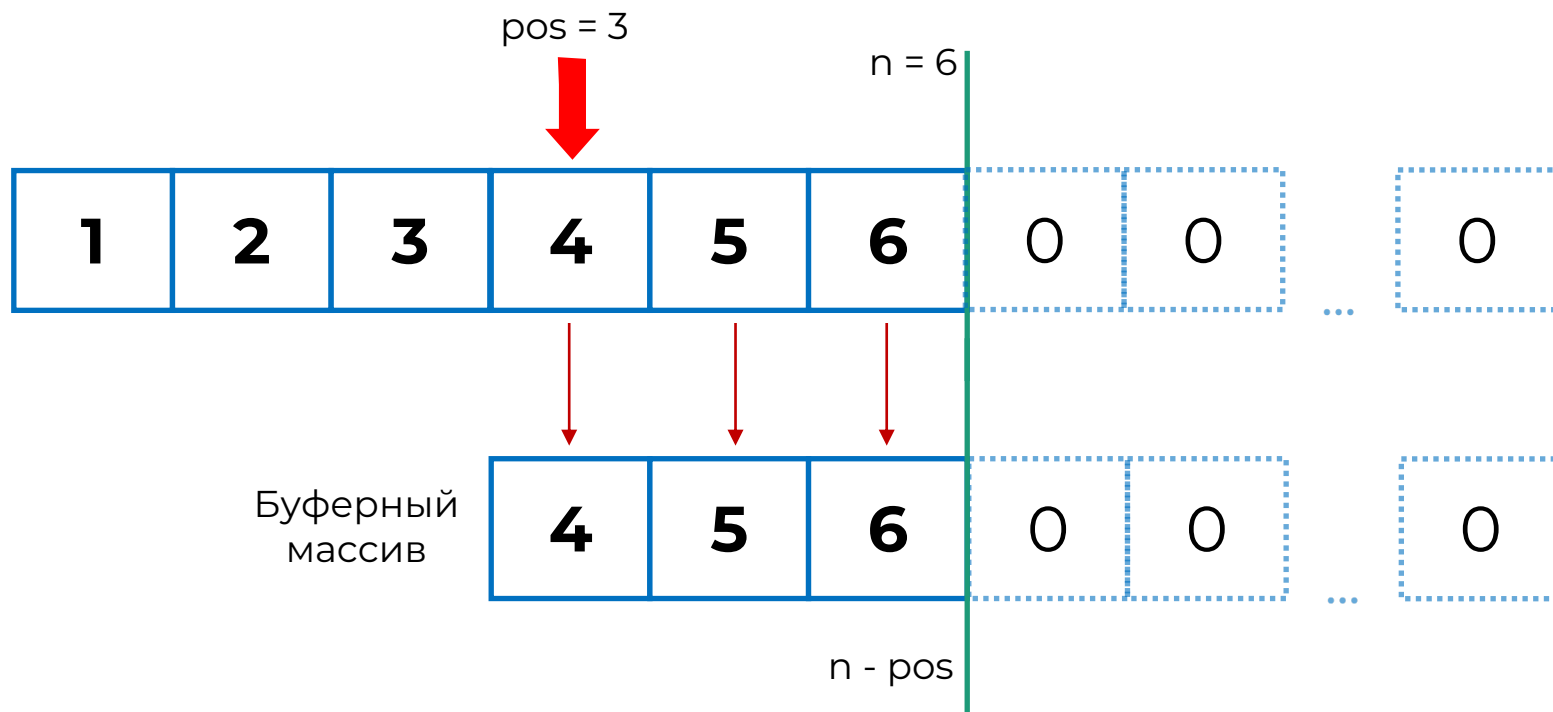 pos = 3
n = 6
1 2 3 4 5 6 0 0 ... 0
Буферный
массив
4 5 6 0 0 ... 0
n - pos